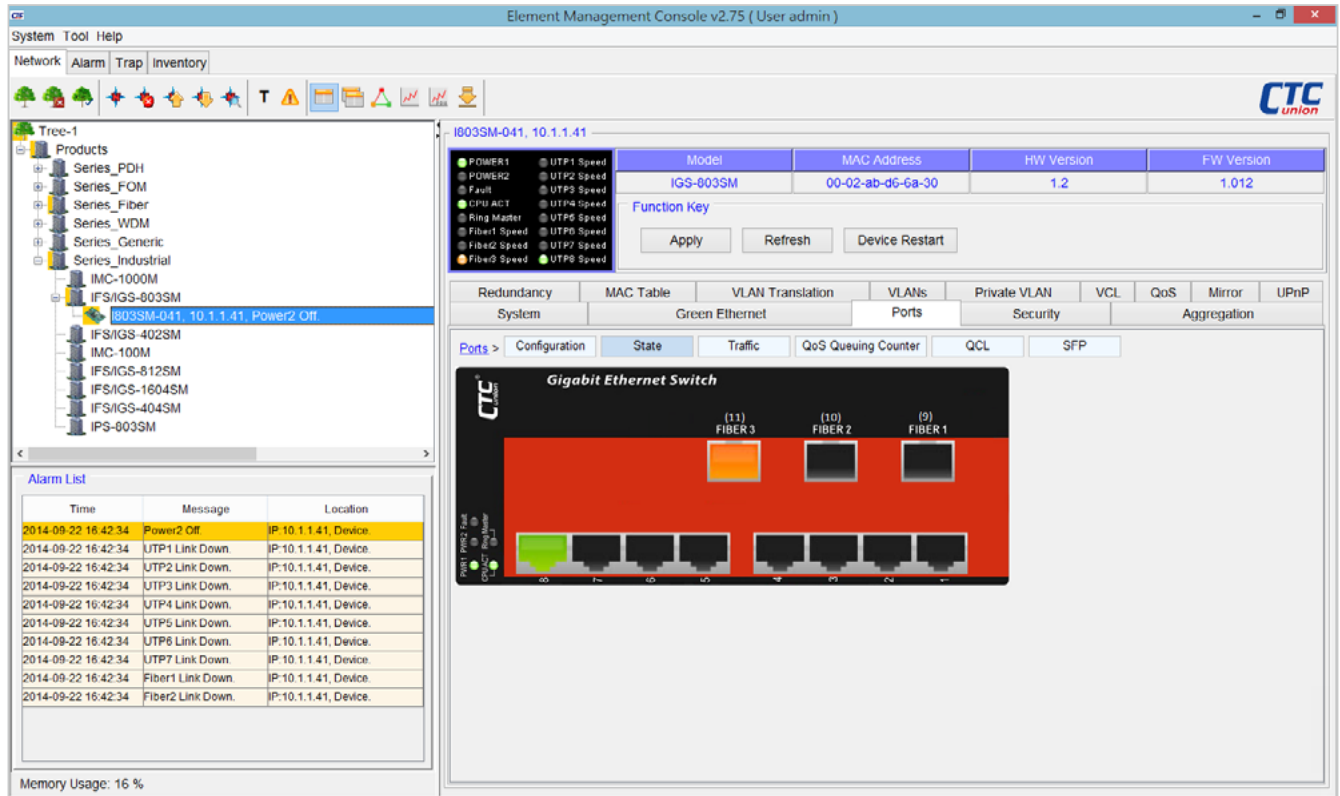 CTC Element Management Console v2.75 ( User admin )
System Tool Help
Network Alarm Trap Inventory
T
CTC union
Tree-1
Products
Series_PDH
Series_FOM
Series_Fiber
Series_WDM
Series_Generic
Series_Industrial
IMC-1000M
IFS/IGS-803SM
I803SM-041, 10.1.1.41, Power2 Off.
IFS/IGS-402SM
IMC-100M
IFS/IGS-812SM
IFS/IGS-1604SM
IFS/IGS-404SM
IPS-803SM
Alarm List
Time Message Location
2014-09-22 16:42:34 Power2 Off. IP:10.1.1.41, Device.
2014-09-22 16:42:34 UTP1 Link Down. IP:10.1.1.41, Device.
2014-09-22 16:42:34 UTP2 Link Down. IP:10.1.1.41, Device.
2014-09-22 16:42:34 UTP3 Link Down. IP:10.1.1.41, Device.
2014-09-22 16:42:34 UTP4 Link Down. IP:10.1.1.41, Device.
2014-09-22 16:42:34 UTP5 Link Down. IP:10.1.1.41, Device.
2014-09-22 16:42:34 UTP6 Link Down. IP:10.1.1.41, Device.
2014-09-22 16:42:34 UTP7 Link Down. IP:10.1.1.41, Device.
2014-09-22 16:42:34 Fiber1 Link Down. IP:10.1.1.41, Device.
2014-09-22 16:42:34 Fiber2 Link Down. IP:10.1.1.41, Device.
Memory Usage: 16 %
I803SM-041, 10.1.1.41
POWER1 UTP1 Speed
POWER2 UTP2 Speed
Fault UTP3 Speed
CPU ACT UTP4 Speed
Ring Master UTP5 Speed
Fiber1 Speed UTP6 Speed
Fiber2 Speed UTP7 Speed
Fiber3 Speed UTP8 Speed
Model MAC Address HW Version FW Version
IGS-803SM 00-02-ab-d6-6a-30 1.2 1.012
Function Key
Apply Refresh Device Restart
Redundancy MAC Table VLAN Translation VLANs Private VLAN VCL QoS Mirror UPnP
System Green Ethernet Ports Security Aggregation
Ports > Configuration State Traffic QoS Queuing Counter QCL SFP
CTC union Gigabit Ethernet Switch
(11) (10) (9)
FIBER 3 FIBER 2 FIBER 1
PWR1 PWR2 Fault
CPU ACT Ring Master
8 7 6 5 4 3 2 1